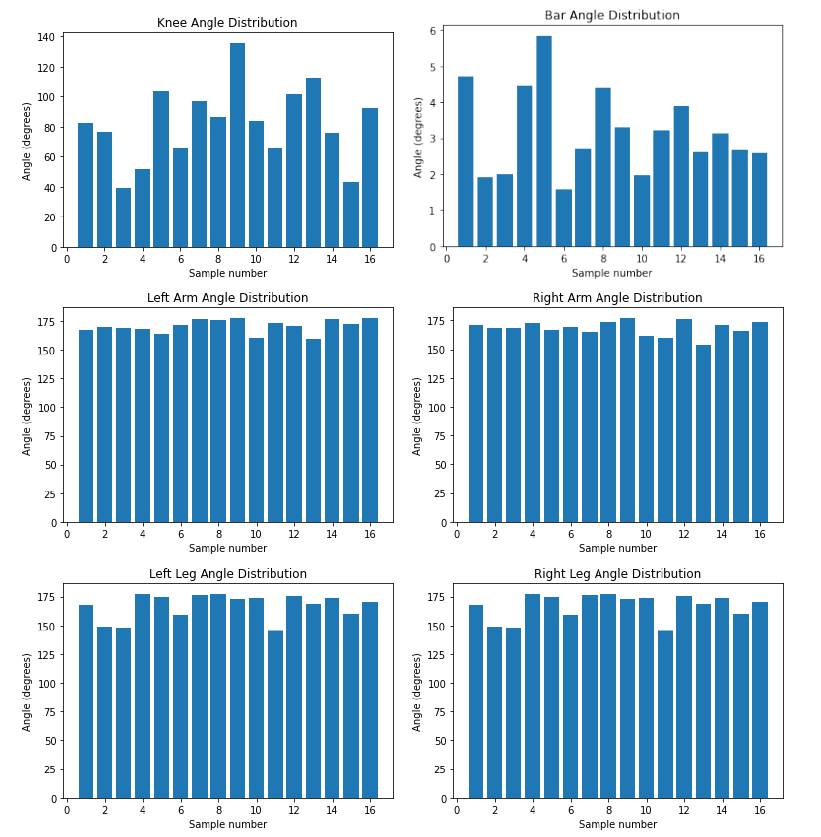 Knee Angle Distribution
Angle (degrees)
140
120
100
80
60
40
20
0
0 2 4 6 8 10 12 14 16
Sample number
Bar Angle Distribution
Angle (degrees)
6
5
4
3
2
1
0
0 2 4 6 8 10 12 14 16
Sample number
Left Arm Angle Distribution
Angle (degrees)
175
150
125
100
75
50
25
0
0 2 4 6 8 10 12 14 16
Sample number
Right Arm Angle Distribution
Angle (degrees)
175
150
125
100
75
50
25
0
0 2 4 6 8 10 12 14 16
Sample number
Left Leg Angle Distribution
Angle (degrees)
175
150
125
100
75
50
25
0
0 2 4 6 8 10 12 14 16
Sample number
Right Leg Angle Distribution
Angle (degrees)
175
150
125
100
75
50
25
0
0 2 4 6 8 10 12 14 16
Sample number